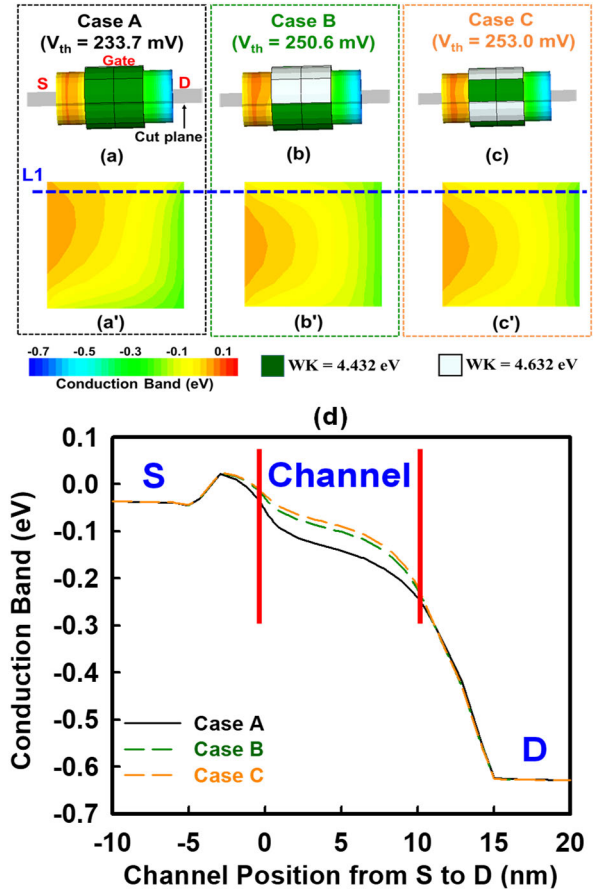 Case A
(Vth = 233.7 mV)
Case B
(Vth = 250.6 mV)
Case C
(Vth = 253.0 mV)
Gate
S
D
Cut plane
(a)
(b)
(c)
L1
(a')
(b')
(c')
-0.7 -0.5 -0.3 -0.1 0.1
Conduction Band (eV)
WK = 4.432 eV
WK = 4.632 eV
(d)
Conduction Band (eV)
0.1
0.0
-0.1
-0.2
-0.3
-0.4
-0.5
-0.6
-0.7
S
Channel
D
Case A
Case B
Case C
-10 -5 0 5 10 15 20
Channel Position from S to D (nm)